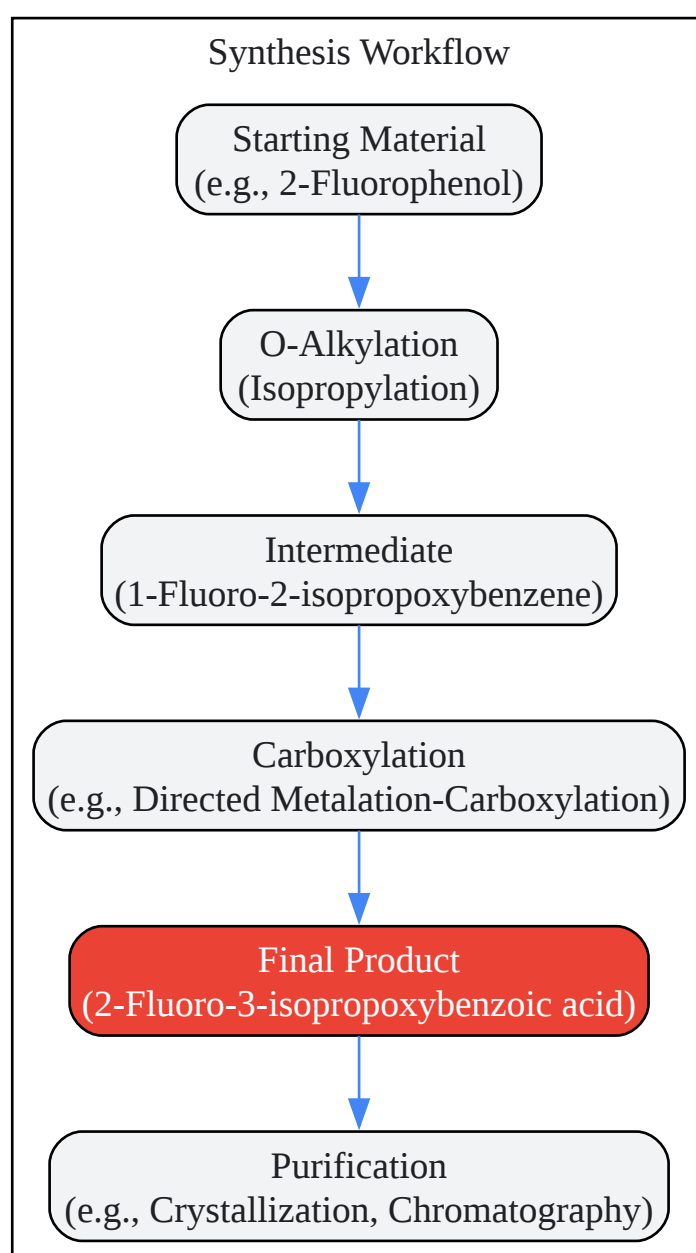 Synthesis Workflow
Starting Material
(e.g., 2-Fluorophenol)
O-Alkylation
(Isopropylation)
Intermediate
(1-Fluoro-2-isopropoxybenzene)
Carboxylation
(e.g., Directed Metalation-Carboxylation)
Final Product
(2-Fluoro-3-isopropoxybenzoic acid)
Purification
(e.g., Crystallization, Chromatography)